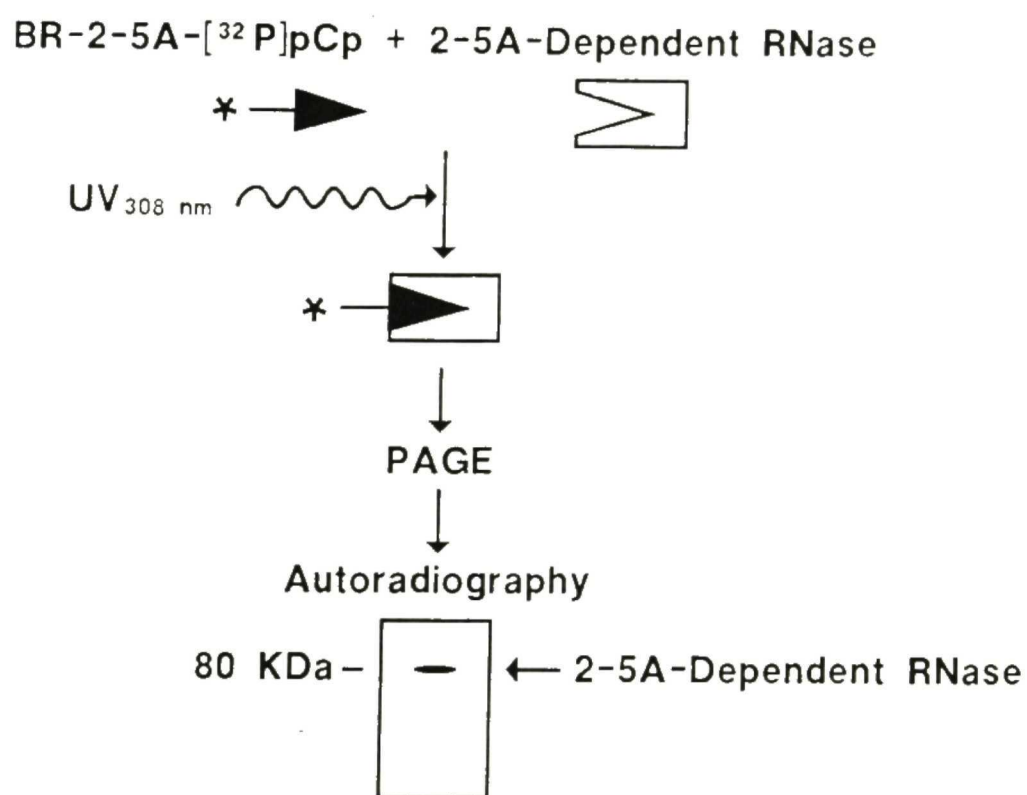 BR-2-5A-[³²P]pCp + 2-5A-Dependent RNase
*
UV308 nm
*
PAGE
Autoradiography
80 KDa– 2-5A-Dependent RNase